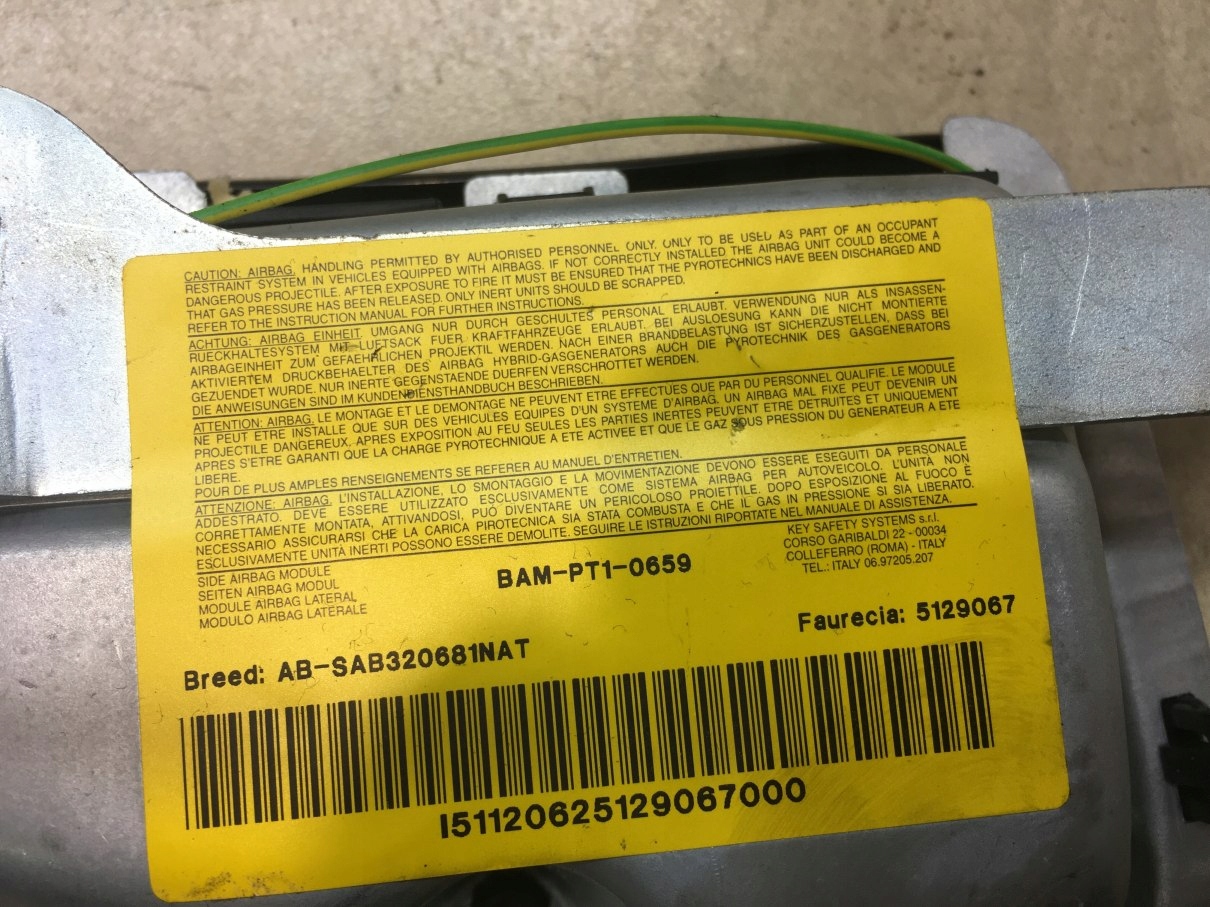 CAUTION: AIRBAG. HANDLING PERMITTED BY AUTHORISED PERSONNEL ONLY. ONLY TO BE USED AS PART OF AN OCCUPANT
RESTRAINT SYSTEM IN VEHICLES EQUIPPED WITH AIRBAGS. IF NOT CORRECTLY INSTALLED THE AIRBAG UNIT COULD BECOME A
DANGEROUS PROJECTILE. AFTER EXPOSURE TO FIRE IT MUST BE ENSURED THAT THE PYROTECHNICS HAVE BEEN DISCHARGED AND
THAT GAS PRESSURE HAS BEEN RELEASED. ONLY INERT UNITS SHOULD BE SCRAPPED.
REFER TO THE INSTRUCTION MANUAL FOR FURTHER INSTRUCTIONS.
ACHTUNG: AIRBAG EINHEIT. UMGANG NUR DURCH GESCHULTES PERSONAL ERLAUBT. VERWENDUNG NUR ALS INSASSEN-
RUECKHALTESYSTEM MIT LUFTSACK FUER KRAFTFAHRZEUGE ERLAUBT. BEI AUSLOESUNG KANN DIE NICHT MONTIERTE
AIRBAGEINHEIT ZUM GEFAEHRLICHEN PROJEKTIL WERDEN. NACH EINER BRANDBELASTUNG IST SICHERZUSTELLEN, DASS BEI
AKTIVIERTEM DRUCKBEHAELTER DES AIRBAG HYBRID-GASGENERATORS AUCH DIE PYROTECHNIK DES GASGENERATORS
GEZUENDET WURDE. NUR INERTE GEGENSTAENDE DUERFEN VERSCHROTTET WERDEN.
DIE ANWEISUNGEN SIND IM KUNDENDIENSTHANDBUCH BESCHRIEBEN.
ATTENTION: AIRBAG. LE MONTAGE ET LE DEMONTAGE NE PEUVENT ETRE EFFECTUES QUE PAR DU PERSONNEL QUALIFIE. LE MODULE
NE PEUT ETRE INSTALLE QUE SUR DES VEHICULES EQUIPES D'UN SYSTEME D'AIRBAG. UN AIRBAG MAL FIXE PEUT DEVENIR UN
PROJECTILE DANGEREUX. APRES EXPOSITION AU FEU SEULES LES PARTIES INERTES PEUVENT ETRE DETRUITES ET UNIQUEMENT
APRES S'ETRE GARANTI QUE LA CHARGE PYROTECHNIQUE A ETE ACTIVEE ET QUE LE GAZ SOUS PRESSION DU GENERATEUR A ETE
LIBERE.
POUR DE PLUS AMPLES RENSEIGNEMENTS SE REFERER AU MANUEL D'ENTRETIEN.
ATTENZIONE: AIRBAG. L'INSTALLAZIONE, LO SMONTAGGIO E LA MOVIMENTAZIONE DEVONO ESSERE ESEGUITI DA PERSONALE
ADDESTRATO. DEVE ESSERE UTILIZZATO ESCLUSIVAMENTE COME SISTEMA AIRBAG PER AUTOVEICOLO. L'UNITÀ NON
CORRETTAMENTE MONTATA, ATTIVANDOSI, PUÒ DIVENTARE UN PERICOLOSO PROIETTILE. DOPO ESPOSIZIONE AL FUOCO È
NECESSARIO ASSICURARSI CHE LA CARICA PIROTECNICA SIA STATA COMBUSTA E CHE IL GAS IN PRESSIONE SI SIA LIBERATO.
ESCLUSIVAMENTE UNITÀ INERTI POSSONO ESSERE DEMOLITE. SEGUIRE LE ISTRUZIONI RIPORTATE NEL MANUALE DI ASSISTENZA.
SIDE AIRBAG MODULE
SEITEN AIRBAG MODUL
MODULE AIRBAG LATERAL
MODULO AIRBAG LATERALE
BAM-PT1-0659
KEY SAFETY SYSTEMS s.r.l.
CORSO GARIBALDI 22 - 00034
COLLEFERRO (ROMA) - ITALY
TEL.: ITALY 06.97205.207
Breed: AB-SAB320681NAT
Faurecia: 5129067
I51120625129067000